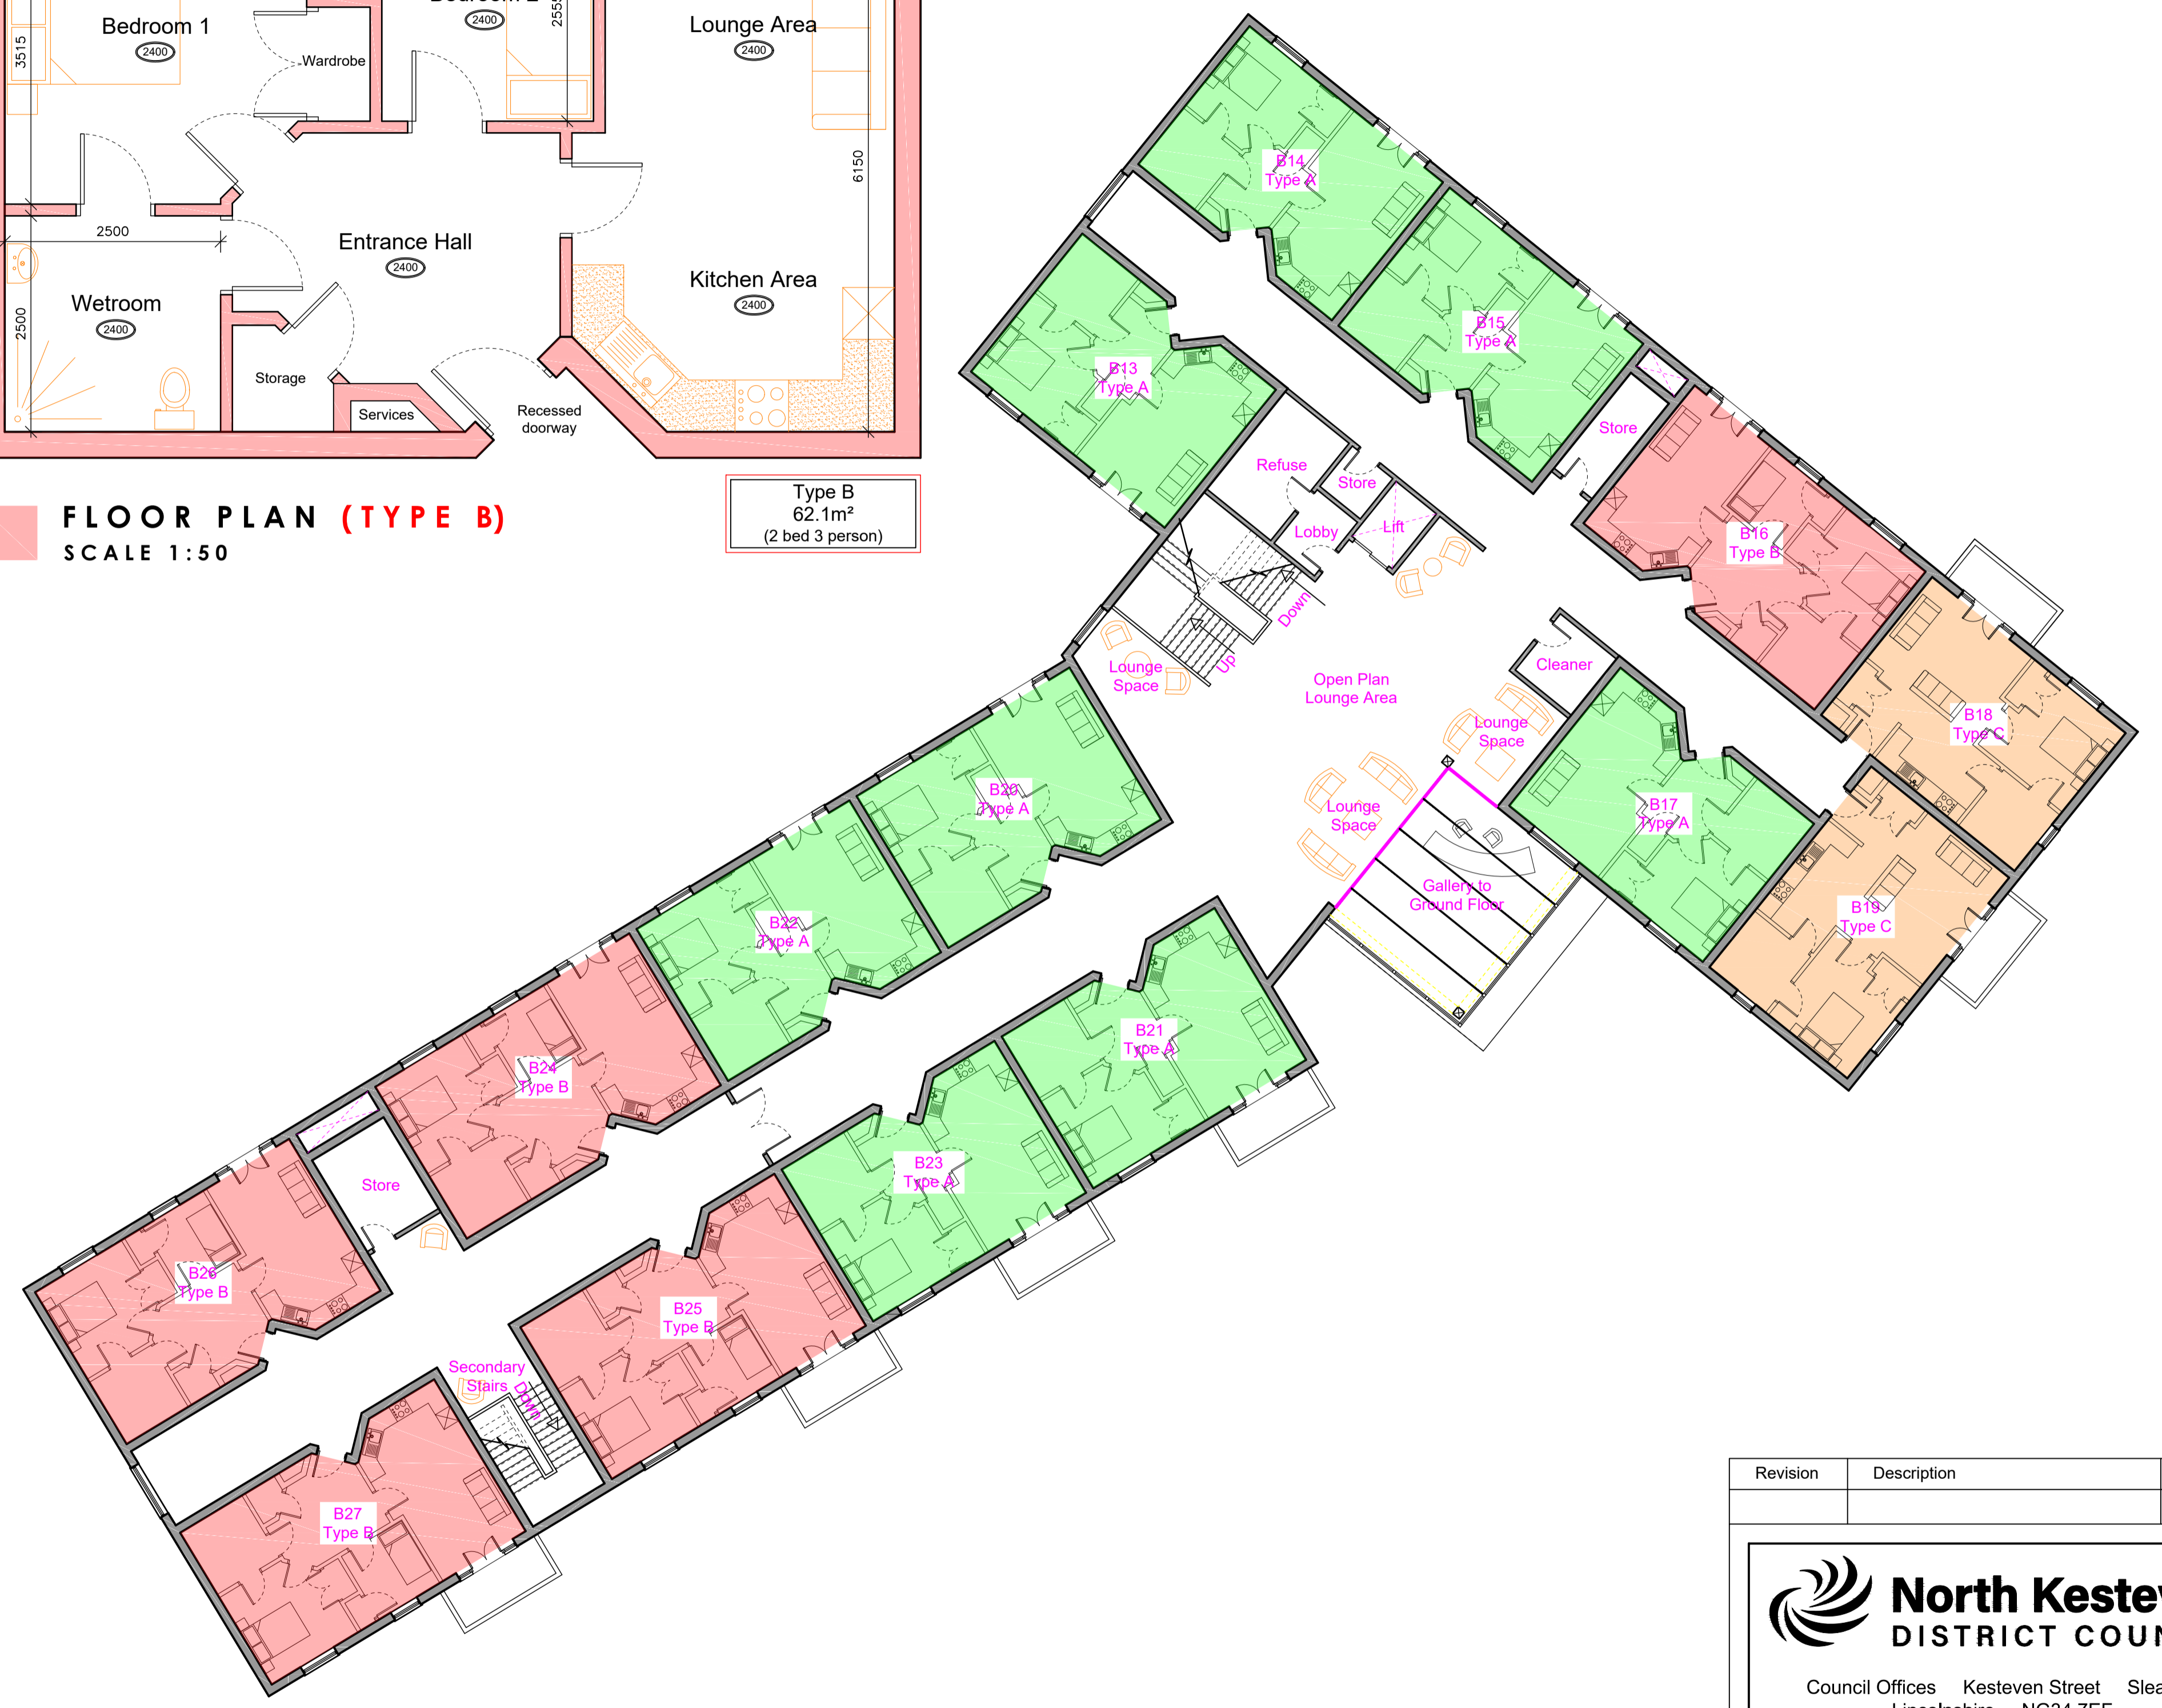 Bedroom 1
2400
3515
Wardrobe
2400
Lounge Area
2400
6150
2500
Entrance Hall
2400
Kitchen Area
2400
Wetroom
2400
2500
Storage
Services
Recessed
doorway
FLOOR PLAN (TYPE B)
SCALE 1:50
Type B
62.1m²
(2 bed 3 person)
B14
Type A
B15
Type A
B13
Type A
Store
Refuse
Store
Lobby
Lift
B16
Type B
Down
Up
Lounge
Space
Open Plan
Lounge Area
Cleaner
Lounge
Space
B18
Type C
B20
Type A
Lounge
Space
B17
Type A
Gallery to
Ground Floor
B19
Type C
B22
Type A
B21
Type A
B24
Type B
B23
Type A
Store
B26
Type B
B25
Type B
Secondary
Stairs
Down
B27
Type B
Revision Description
North Keste
DISTRICT COUN
Council Offices Kesteven Street Slea